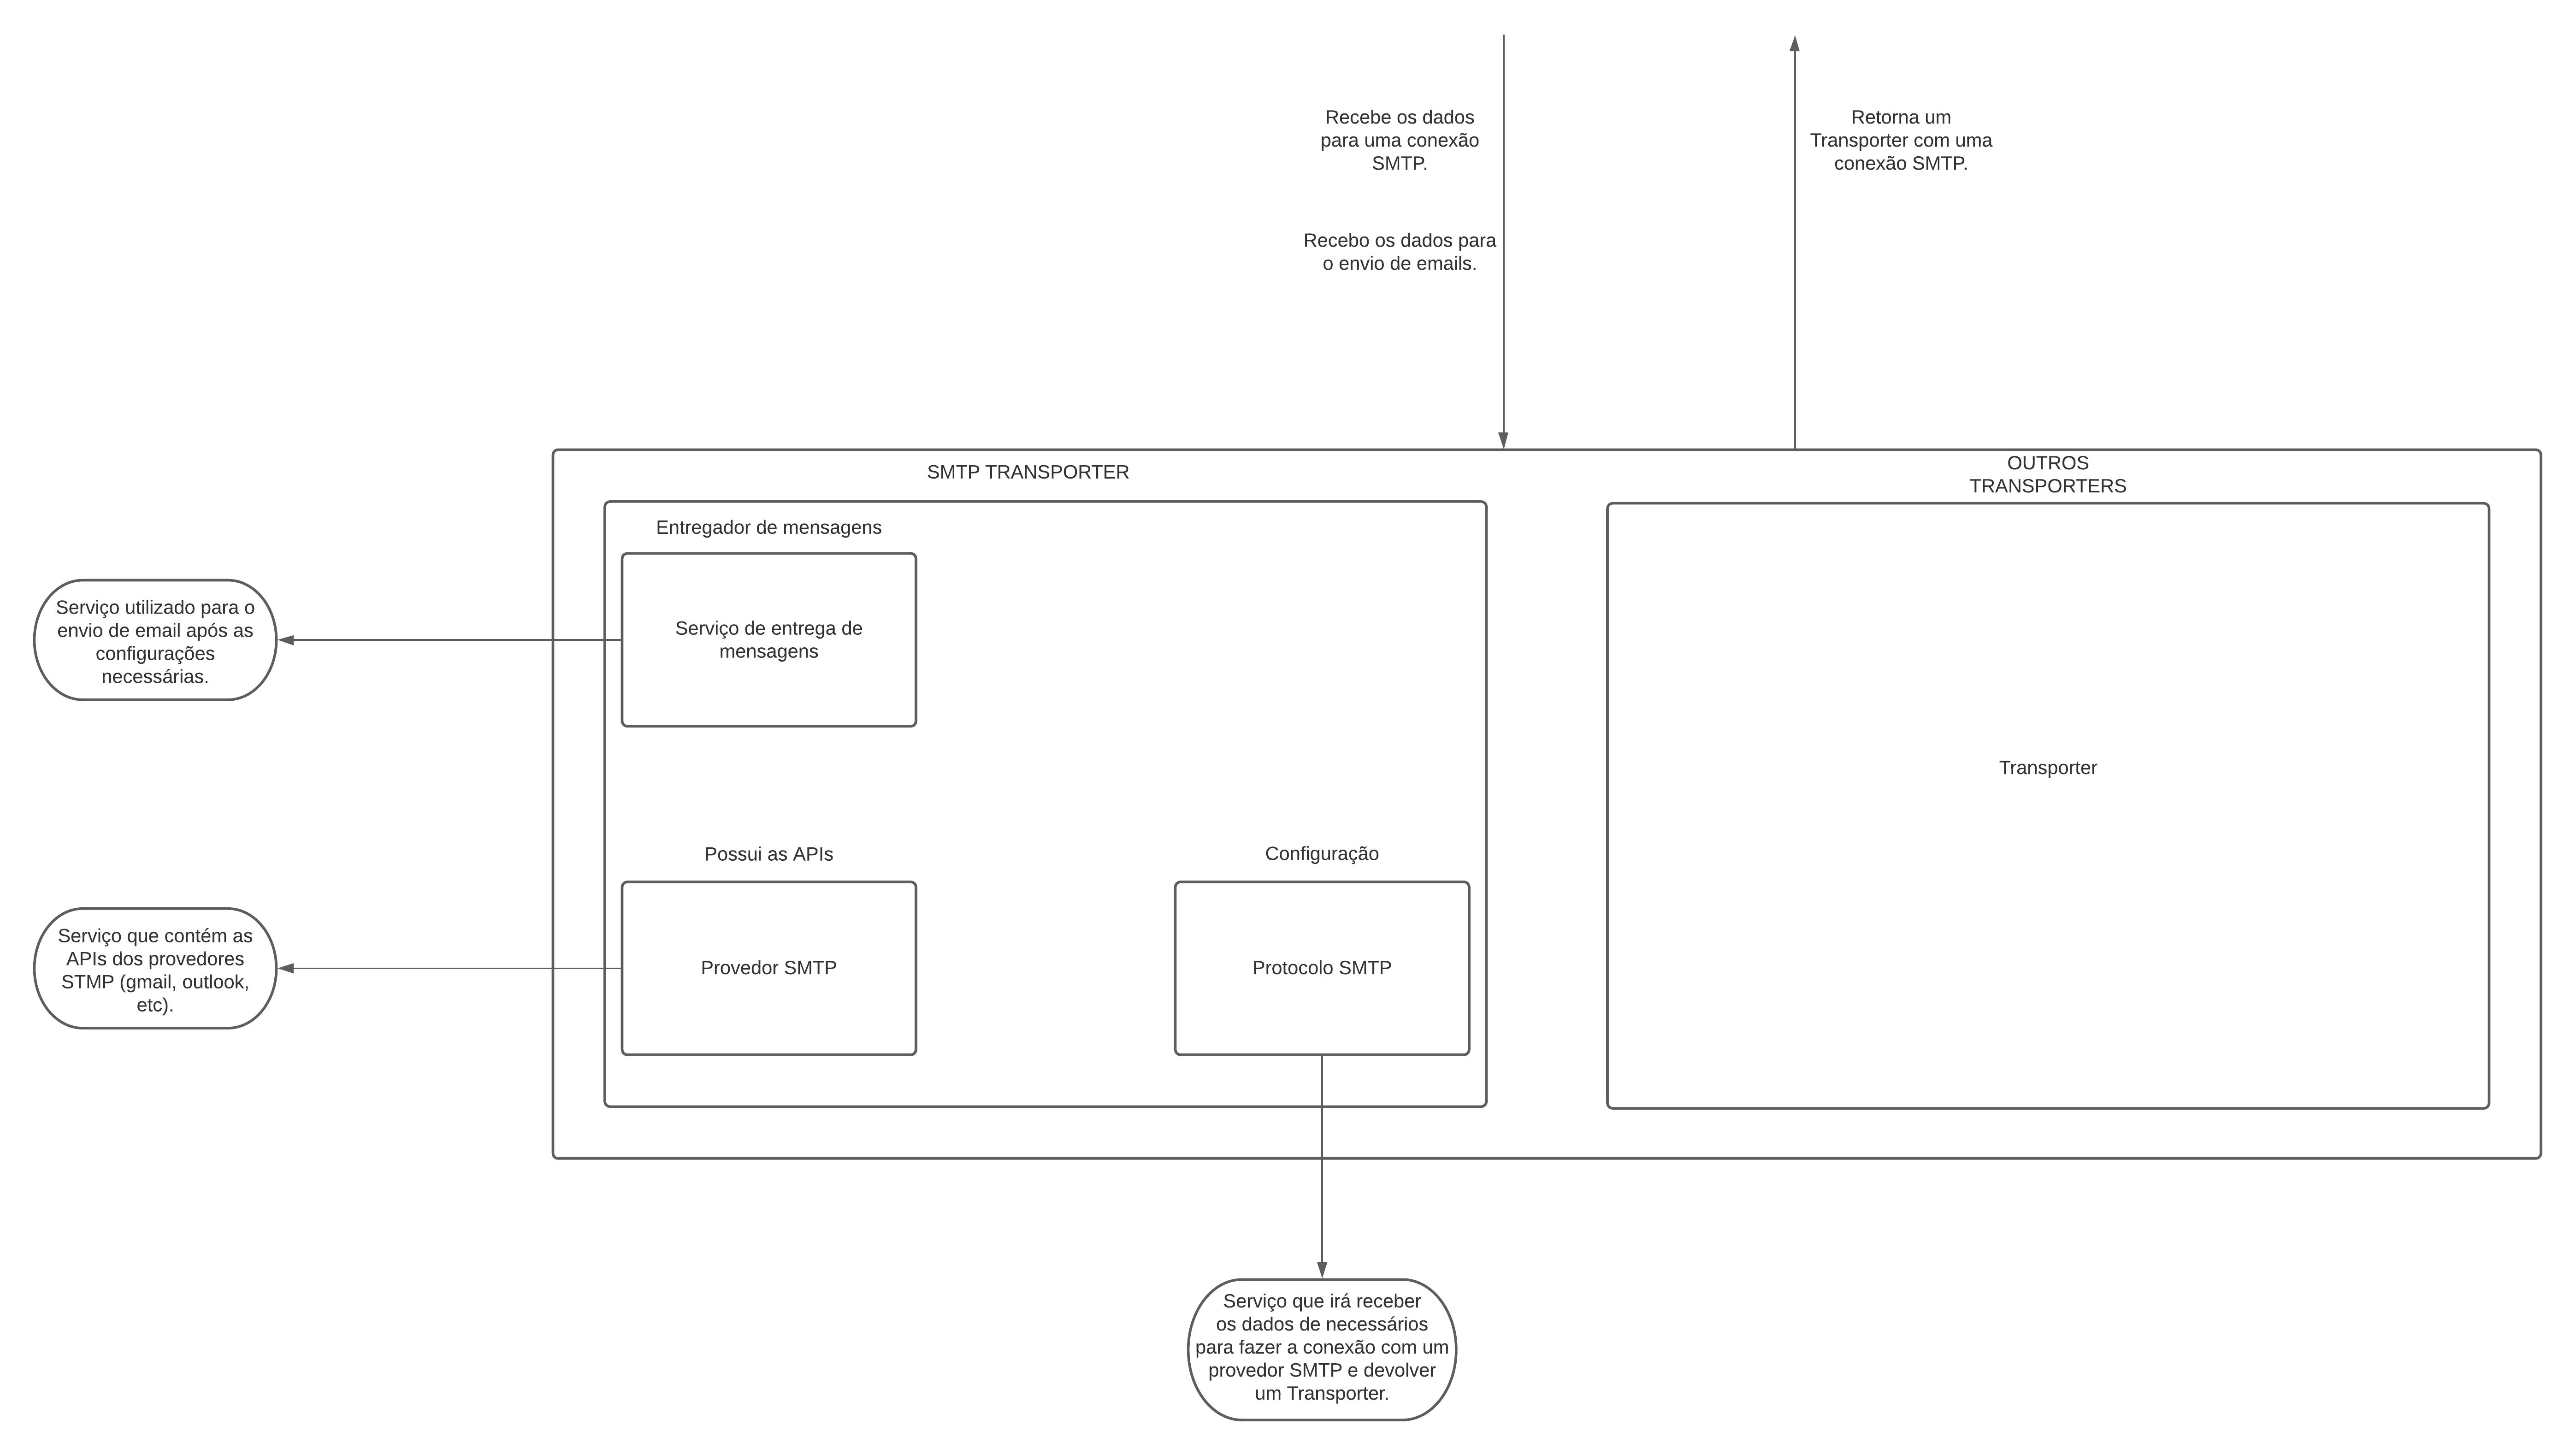 Recebe os dados
para uma conexão
SMTP.
Retorna um
Transporter com uma
conexão SMTP.
Recebo os dados para
o envio de emails.
SMTP TRANSPORTER
OUTROS
TRANSPORTERS
Entregador de mensagens
Serviço de entrega de
mensagens
Serviço utilizado para o
envio de email após as
configurações
necessárias.
Transporter
Possui as APIs
Configuração
Provedor SMTP
Protocolo SMTP
Serviço que contém as
APIs dos provedores
STMP (gmail, outlook,
etc).
Serviço que irá receber
os dados de necessários
para fazer a conexão com um
provedor SMTP e devolver
um Transporter.